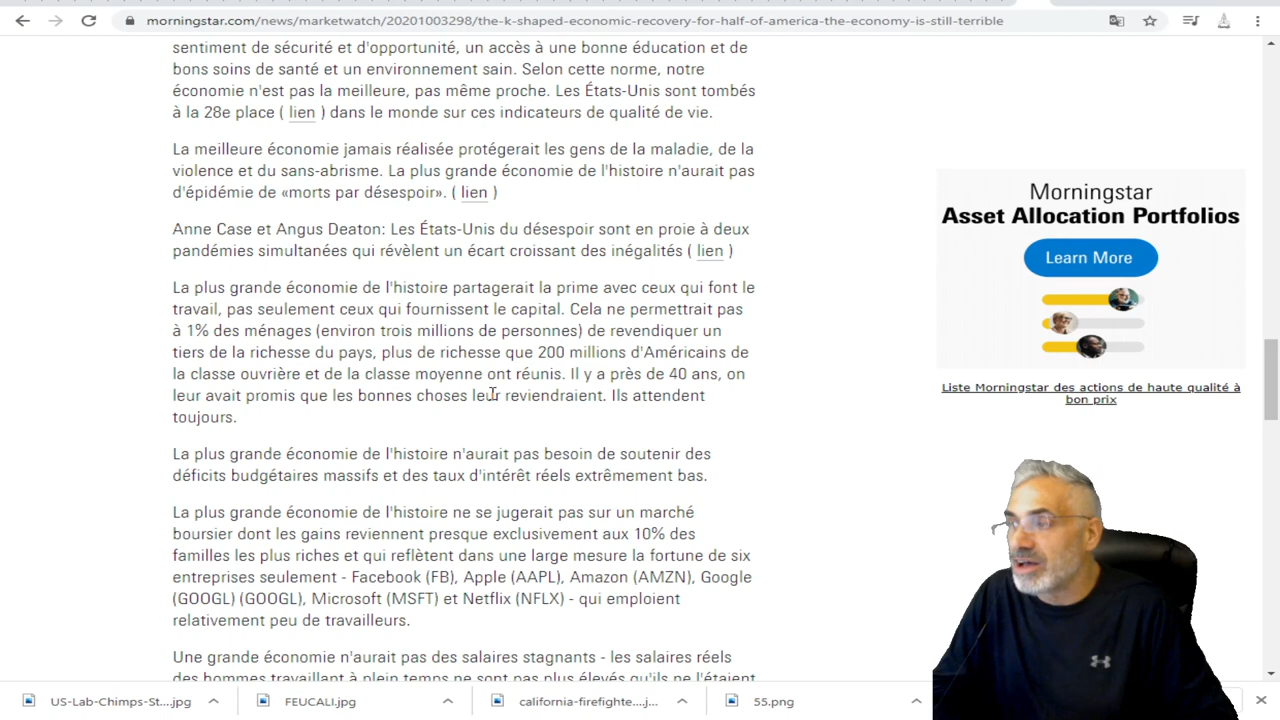 morningstar.com/news/marketwatch/20201003298/the-k-shaped-economic-recovery-for-half-of-america-the-economy-is-still-terrible
sentiment de sécurité et d'opportunité, un accès à une bonne éducation et de
bons soins de santé et un environnement sain. Selon cette norme, notre
économie n'est pas la meilleure, pas même proche. Les États-Unis sont tombés
à la 28e place ( lien ) dans le monde sur ces indicateurs de qualité de vie.
La meilleure économie jamais réalisée protégerait les gens de la maladie, de la
violence et du sans-abrisme. La plus grande économie de l'histoire n'aurait pas
d'épidémie de «morts par désespoir». ( lien )
Anne Case et Angus Deaton: Les États-Unis du désespoir sont en proie à deux
pandémies simultanées qui révèlent un écart croissant des inégalités ( lien )
La plus grande économie de l'histoire partagerait la prime avec ceux qui font le
travail, pas seulement ceux qui fournissent le capital. Cela ne permettrait pas
à 1% des ménages (environ trois millions de personnes) de revendiquer un
tiers de la richesse du pays, plus de richesse que 200 millions d'Américains de
la classe ouvrière et de la classe moyenne ont réunis. Il y a près de 40 ans, on
leur avait promis que les bonnes choses leur reviendraient. Ils attendent
toujours.
La plus grande économie de l'histoire n'aurait pas besoin de soutenir des
déficits budgétaires massifs et des taux d'intérêt réels extrêmement bas.
La plus grande économie de l'histoire ne se jugerait pas sur un marché
boursier dont les gains reviennent presque exclusivement aux 10% des
familles les plus riches et qui reflètent dans une large mesure la fortune de six
entreprises seulement - Facebook (FB), Apple (AAPL), Amazon (AMZN), Google
(GOOGL) (GOOGL), Microsoft (MSFT) et Netflix (NFLX) - qui emploient
relativement peu de travailleurs.
Une grande économie n'aurait pas des salaires stagnants - les salaires réels
des hommes travaillant à plein temps ne sont pas plus élevés qu'ils ne l'étaient
Morningstar
Asset Allocation Portfolios
Learn More
Liste Morningstar des actions de haute qualité à
bon prix
US-Lab-Chimps-St....jpg
FEUCALI.jpg
california-firefighte....j...
55.png